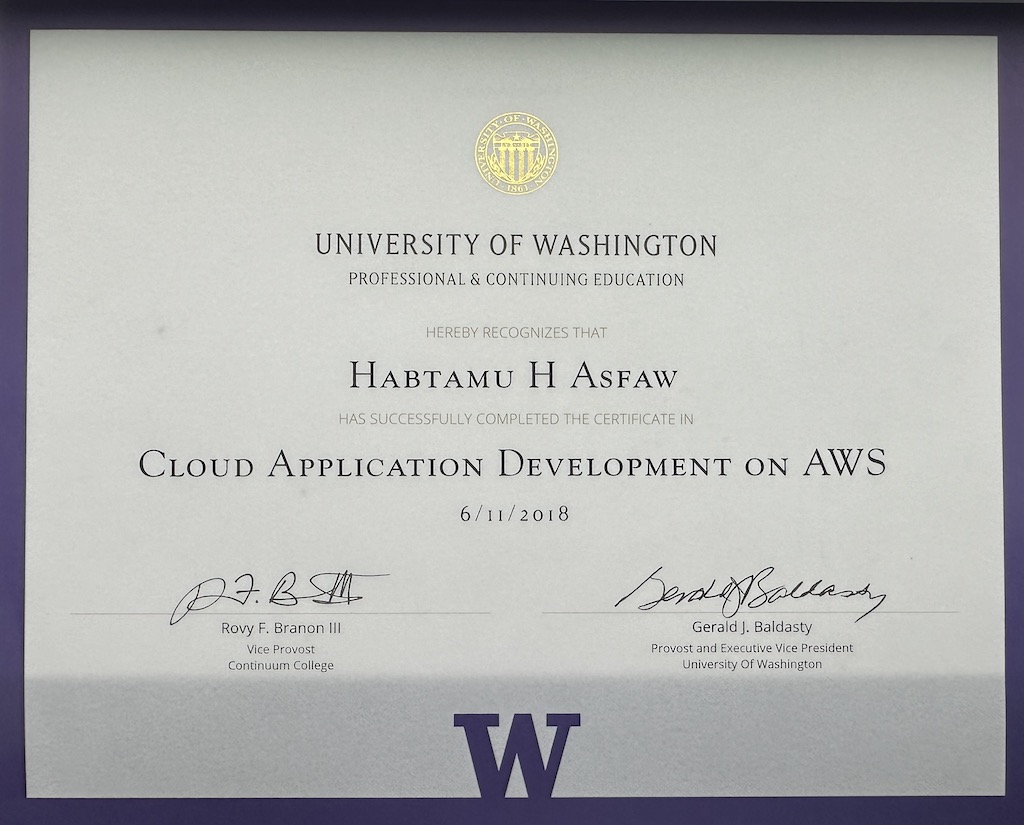 UNIVERSITY·OF·WASHINGTON
1861
UNIVERSITY OF WASHINGTON
PROFESSIONAL & CONTINUING EDUCATION
HEREBY RECOGNIZES THAT
HABTAMU H ASFAW
HAS SUCCESSFULLY COMPLETED THE CERTIFICATE IN
CLOUD APPLICATION DEVELOPMENT ON AWS
6/11/2018
R F. B
Gerald J Baldasty
Rovy F. Branon III
Gerald J. Baldasty
Vice Provost
Provost and Executive Vice President
Continuum College
University Of Washington
W